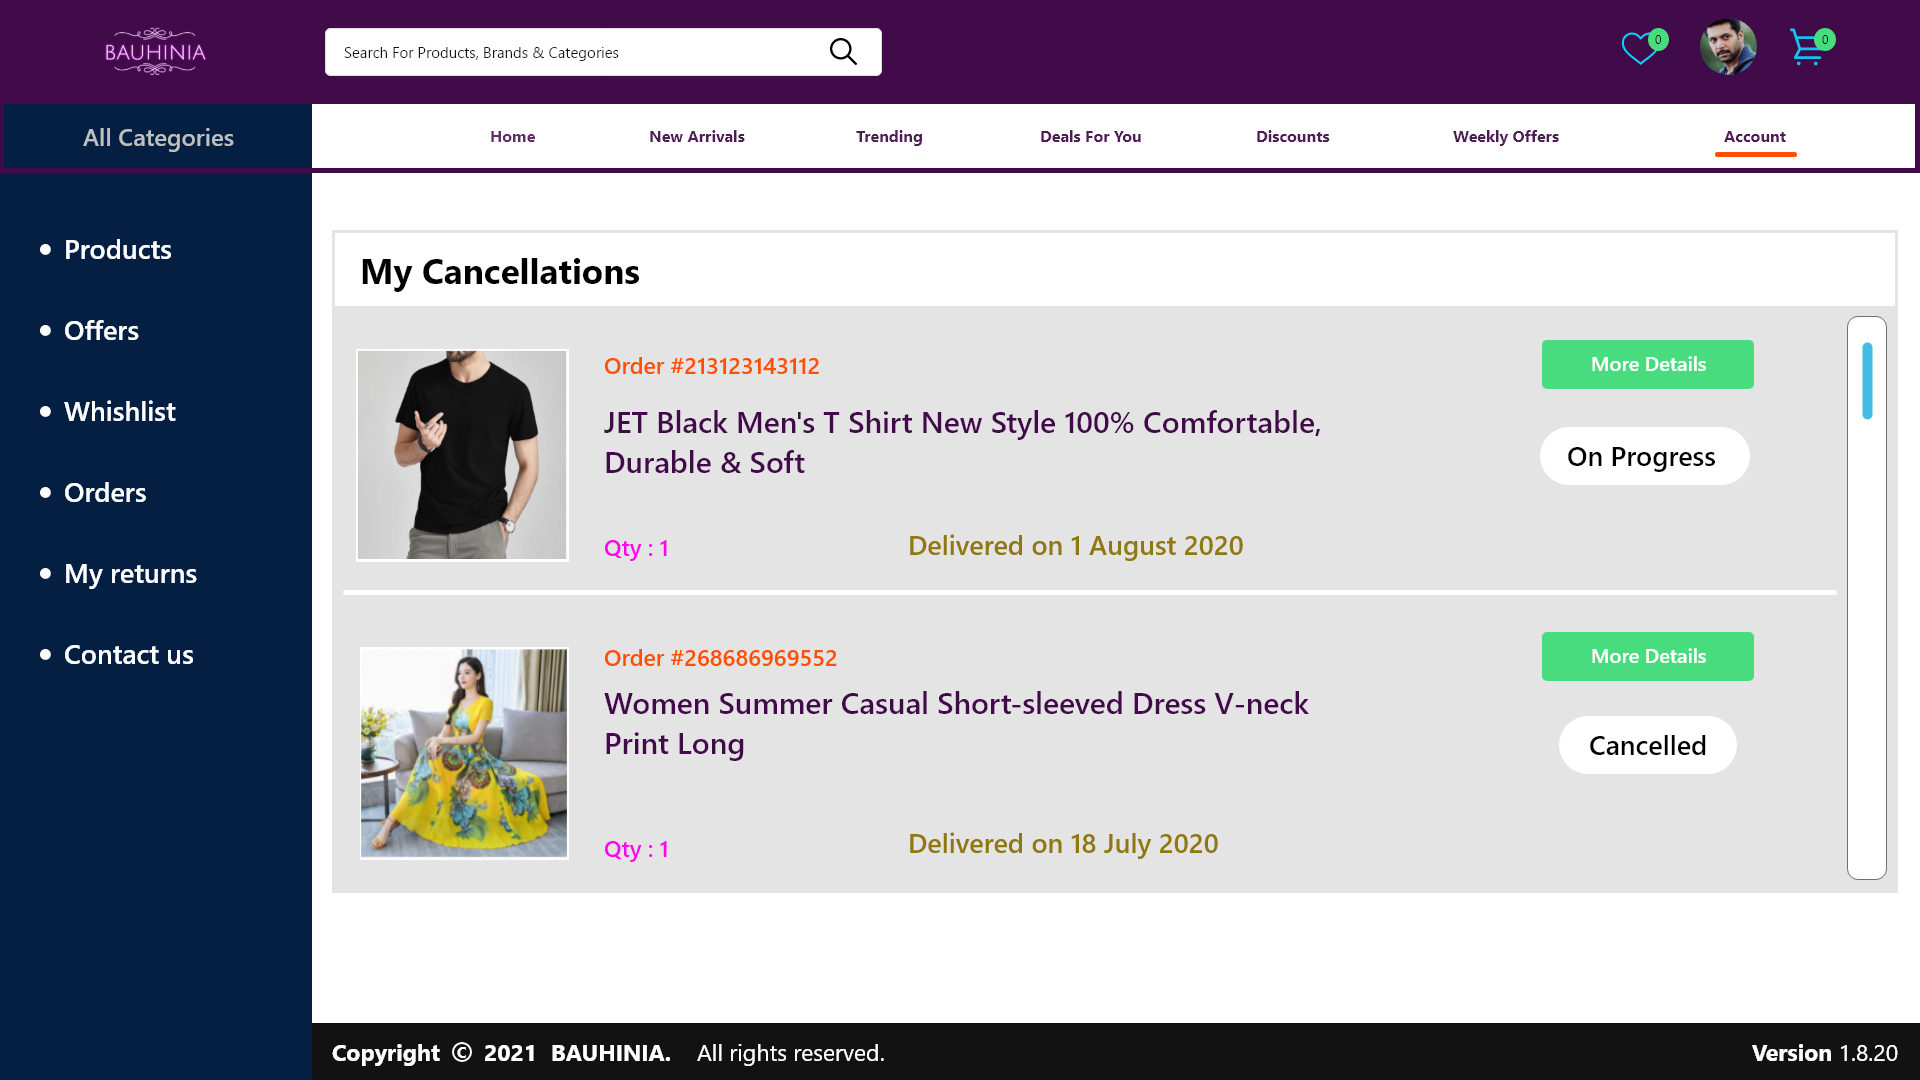 BAUHINIA
Search For Products, Brands & Categories
0
0
All Categories
Home
New Arrivals
Trending
Deals For You
Discounts
Weekly Offers
Account
Products
Offers
Whishlist
Orders
My returns
Contact us
My Cancellations
Order #213123143112
More Details
JET Black Men's T Shirt New Style 100% Comfortable,
Durable & Soft
On Progress
Qty : 1
Delivered on 1 August 2020
Order #268686969552
More Details
Women Summer Casual Short-sleeved Dress V-neck
Print Long
Cancelled
Qty : 1
Delivered on 18 July 2020
Copyright © 2021 BAUHINIA. All rights reserved.
Version 1.8.20